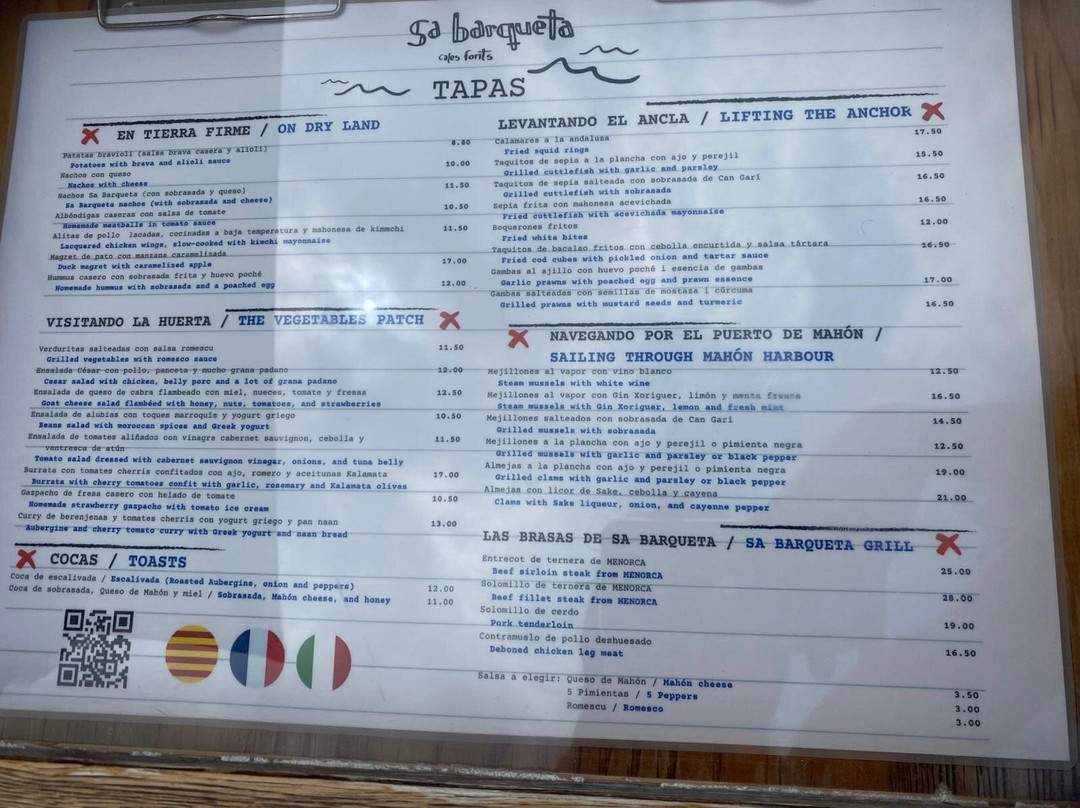 sa barqueta
cales fonts
TAPAS
EN TIERRA FIRME / ON DRY LAND
Patatas bravioli (salsa brava casera y alioli) 8.80
Potatoes with brava and alioli sauce
Nachos con queso 10.00
Nachos with cheese
Nachos Sa Barqueta (con sobrasada y queso) 11.50
Sa Barqueta nachos (with sobrasada and cheese)
Albóndigas caseras con salsa de tomate 10.50
Homemade meatballs in tomato sauce
Alitas de pollo lacadas, cocinadas a baja temperatura y mahonesa de kimmchi 11.50
Lacquered chicken wings, slow-cooked with kimchi mayonnaise
Magret de pato con manzana caramelizada 17.00
Duck magret with caramelized apple
Hummus casero con sobrasada frita y huevo poché 12.00
Homemade hummus with sobrasada and a poached egg
VISITANDO LA HUERTA / THE VEGETABLES PATCH
Verduritas salteadas con salsa romescu 11.50
Grilled vegetables with romesco sauce
Ensalada César con pollo, panceta y mucho grana padano 12.00
Cesar salad with chicken, belly porc and a lot of grana padano
Ensalada de queso de cabra flambeado con miel, nueces, tomate y fresas 12.50
Goat cheese salad flambéed with honey, nuts, tomatoes, and strawberries
Ensalada de alubias con toques marroquís y yogurt griego 10.50
Beans salad with moroccan spices and Greek yogurt
Ensalada de tomates aliñados con vinagre cabernet sauvignon, cebolla y 11.50
ventresca de atún
Tomato salad dressed with cabernet sauvignon vinegar, onions, and tuna belly
Burrata con tomates cherris confitados con ajo, romero y aceitunas Kalamata 17.00
Burrata with cherry tomatoes confit with garlic, rosemary and Kalamata olives
Gazpacho de fresa casero con helado de tomate 10.50
Homemade strawberry gazpacho with tomato ice cream
Curry de berenjenas y tomates cherris con yogurt griego y pan naan 13.00
Aubergine and cherry tomato curry with Greek yogurt and naan bread
COCAS / TOASTS
Coca de escalivada / Escalivada (Roasted Aubergine, onion and peppers) 12.00
Coca de sobrasada, Queso de Mahón y miel / Sobrasada, Mahón cheese, and honey 11.00
LEVANTANDO EL ANCLA / LIFTING THE ANCHOR
Calamares a la andaluza 17.50
Fried squid rings
Taquitos de sepia a la plancha con ajo y perejil 15.50
Grilled cuttlefish with garlic and parsley
Taquitos de sepia salteada con sobrasada de Can Garí 16.50
Grilled cuttlefish with sobrasada
Sepia frita con mahonesa acevichada 16.50
Fried cuttlefish with acevichada mayonnaise
Boquerones fritos 12.00
Fried white bites
Taquitos de bacalao fritos con cebolla encurtida y salsa tártara 16.50
Fried cod cubes with pickled onion and tartar sauce
Gambas al ajillo con huevo poché i esencia de gambas 17.00
Garlic prawns with poached egg and prawn essence
Gambas salteadas con semillas de mostaza i cúrcuma 16.50
Grilled prawns with mustard seeds and turmeric
NAVEGANDO POR EL PUERTO DE MAHÓN /
SAILING THROUGH MAHÓN HARBOUR
Mejillones al vapor con vino blanco 12.50
Steam mussels with white wine
Mejillones al vapor con Gin Xoriguer, limón y menta fresca 16.50
Steam mussels with Gin Xoriguer, lemon and fresh mint
Mejillones salteados con sobrasada de Can Garí 14.50
Grilled mussels with sobrasada
Mejillones a la plancha con ajo y perejil o pimienta negra 12.50
Grilled mussels with garlic and parsley or black pepper
Almejas a la plancha con ajo y perejil o pimienta negra 19.00
Grilled clams with garlic and parsley or black pepper
Almejas con licor de Sake, cebolla y cayena 21.00
Clams with Sake liqueur, onion, and cayenne pepper
LAS BRASAS DE SA BARQUETA / SA BARQUETA GRILL
Entrecot de ternera de MENORCA 25.00
Beef sirloin steak from MENORCA
Solomillo de ternera de MENORCA 28.00
Beef fillet steak from MENORCA
Solomillo de cerdo 19.00
Pork tenderloin
Contramuslo de pollo deshuesado 16.50
Deboned chicken leg meat
Salsa a elegir: Queso de Mahón / Mahón cheese 3.50
5 Pimientas / 5 Peppers 3.00
Romescu / Romesco 3.00